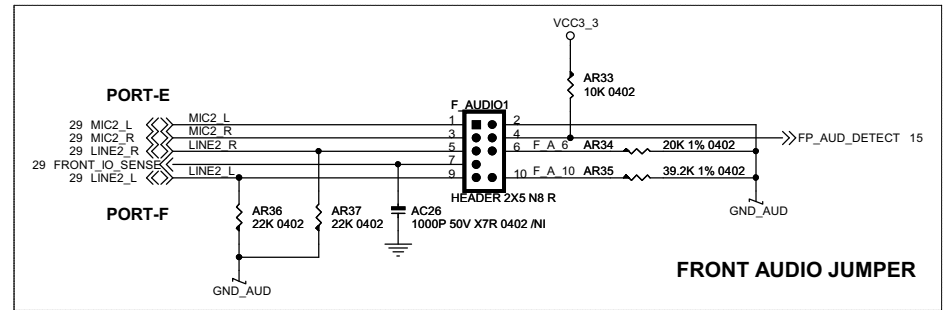 VCC3_3
AR33
10K 0402
PORT-E
F_AUDIO1
29 MIC2_L MIC2_L 1 2
29 MIC2_R MIC2_R 3 4 FP_AUD_DETECT 15
29 LINE2_R LINE2_R 5 6 F_A_6 AR34 20K 1% 0402
29 FRONT_IO_SENSE 7
29 LINE2_L LINE2_L 9 10 F_A_10 AR35 39.2K 1% 0402
HEADER 2X5 N8 R
PORT-F
GND_AUD
AR36
22K 0402
AR37
22K 0402
AC26
1000P 50V X7R 0402 /NI
GND_AUD
FRONT AUDIO JUMPER